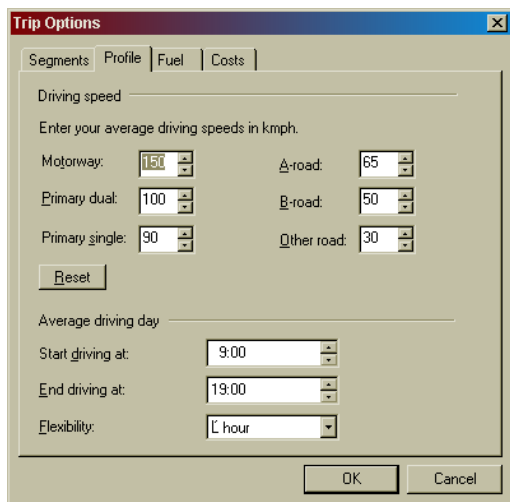 Trip Options
Segments Profile Fuel Costs
Driving speed
Enter your average driving speeds in kmph.
Motorway: 150 A-road: 65
Primary dual: 100 B-road: 50
Primary single: 90 Other road: 30
Reset
Average driving day
Start driving at: 9:00
End driving at: 19:00
Flexibility: Ľ hour
OK Cancel